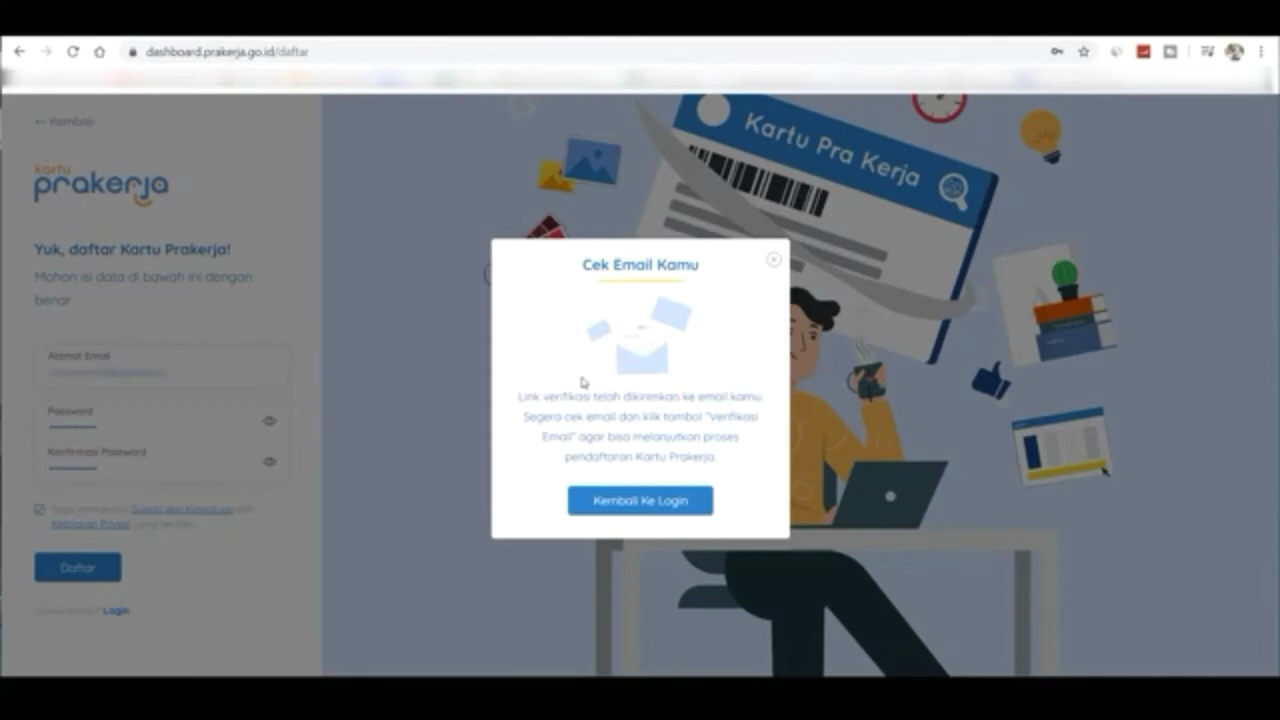 dashboard.prakerja.go.id/daftar
← Kembali
kartu
prakerja
Yuk, daftar Kartu Prakerja!
Mohon isi data di bawah ini dengan
benar
Alamat Email
Password
Konfirmasi Password
Syarat dan Ketentuan dan
Kebijakan Privasi yang berlaku
Daftar
Login
Kartu Pra Kerja
Cek Email Kamu
Link verifikasi telah dikirimkan ke email kamu.
Segera cek email dan klik tombol "Verifikasi
Email" agar bisa melanjutkan proses
pendaftaran Kartu Prakerja.
Kembali Ke Login